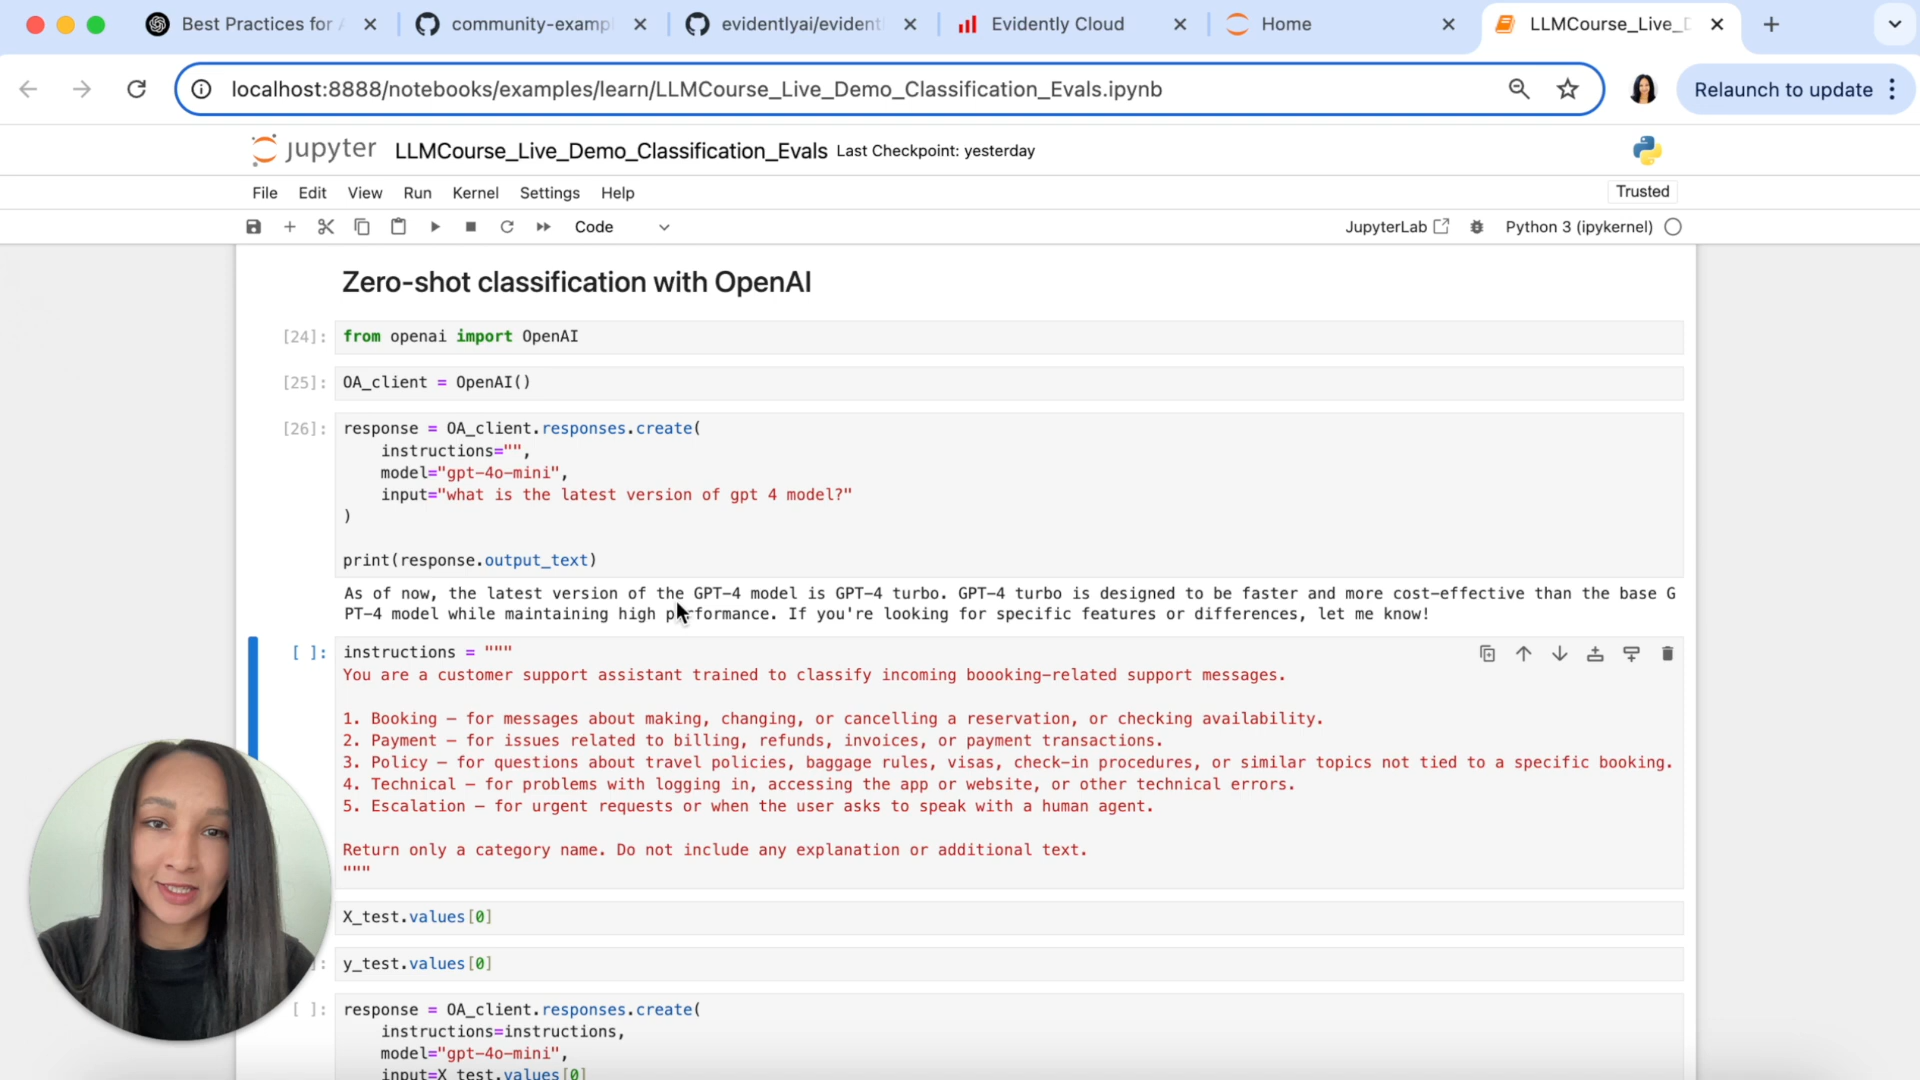 Best Practices for A
community-exampl
evidentlyai/evidentl
Evidently Cloud
Home
LLMCourse_Live_D
localhost:8888/notebooks/examples/learn/LLMCourse_Live_Demo_Classification_Evals.ipynb
Relaunch to update
jupyter LLMCourse_Live_Demo_Classification_Evals Last Checkpoint: yesterday
File Edit View Run Kernel Settings Help
Trusted
Code
JupyterLab
Python 3 (ipykernel)
Zero-shot classification with OpenAI
[24]: from openai import OpenAI
[25]: OA_client = OpenAI()
[26]: response = OA_client.responses.create(
instructions="",
model="gpt-4o-mini",
input="what is the latest version of gpt 4 model?"
)
print(response.output_text)
As of now, the latest version of the GPT-4 model is GPT-4 turbo. GPT-4 turbo is designed to be faster and more cost-effective than the base G
PT-4 model while maintaining high performance. If you're looking for specific features or differences, let me know!
[ ]: instructions = """
You are a customer support assistant trained to classify incoming boooking-related support messages.
1. Booking – for messages about making, changing, or cancelling a reservation, or checking availability.
2. Payment – for issues related to billing, refunds, invoices, or payment transactions.
3. Policy – for questions about travel policies, baggage rules, visas, check-in procedures, or similar topics not tied to a specific booking.
4. Technical – for problems with logging in, accessing the app or website, or other technical errors.
5. Escalation – for urgent requests or when the user asks to speak with a human agent.
Return only a category name. Do not include any explanation or additional text.
"""
X_test.values[0]
]: y_test.values[0]
[ ]: response = OA_client.responses.create(
instructions=instructions,
model="gpt-4o-mini",
input=X_test.values[0]